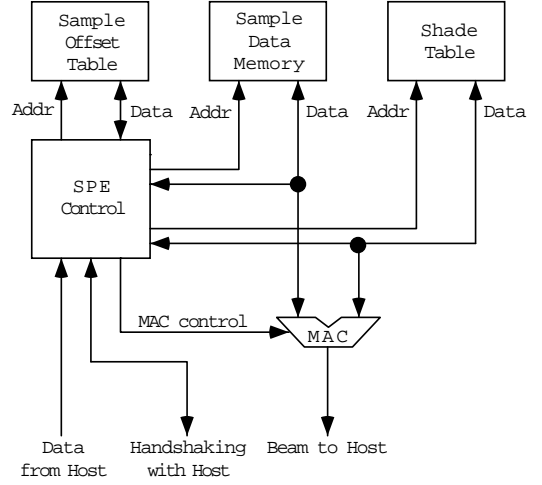 Sample
Offset
Table
Sample
Data
Memory
Shade
Table
Addr
Data
Addr
Data
Addr
Data
SPE
Control
MAC control
MAC
Data
from Host
Handshaking
with Host
Beam to Host